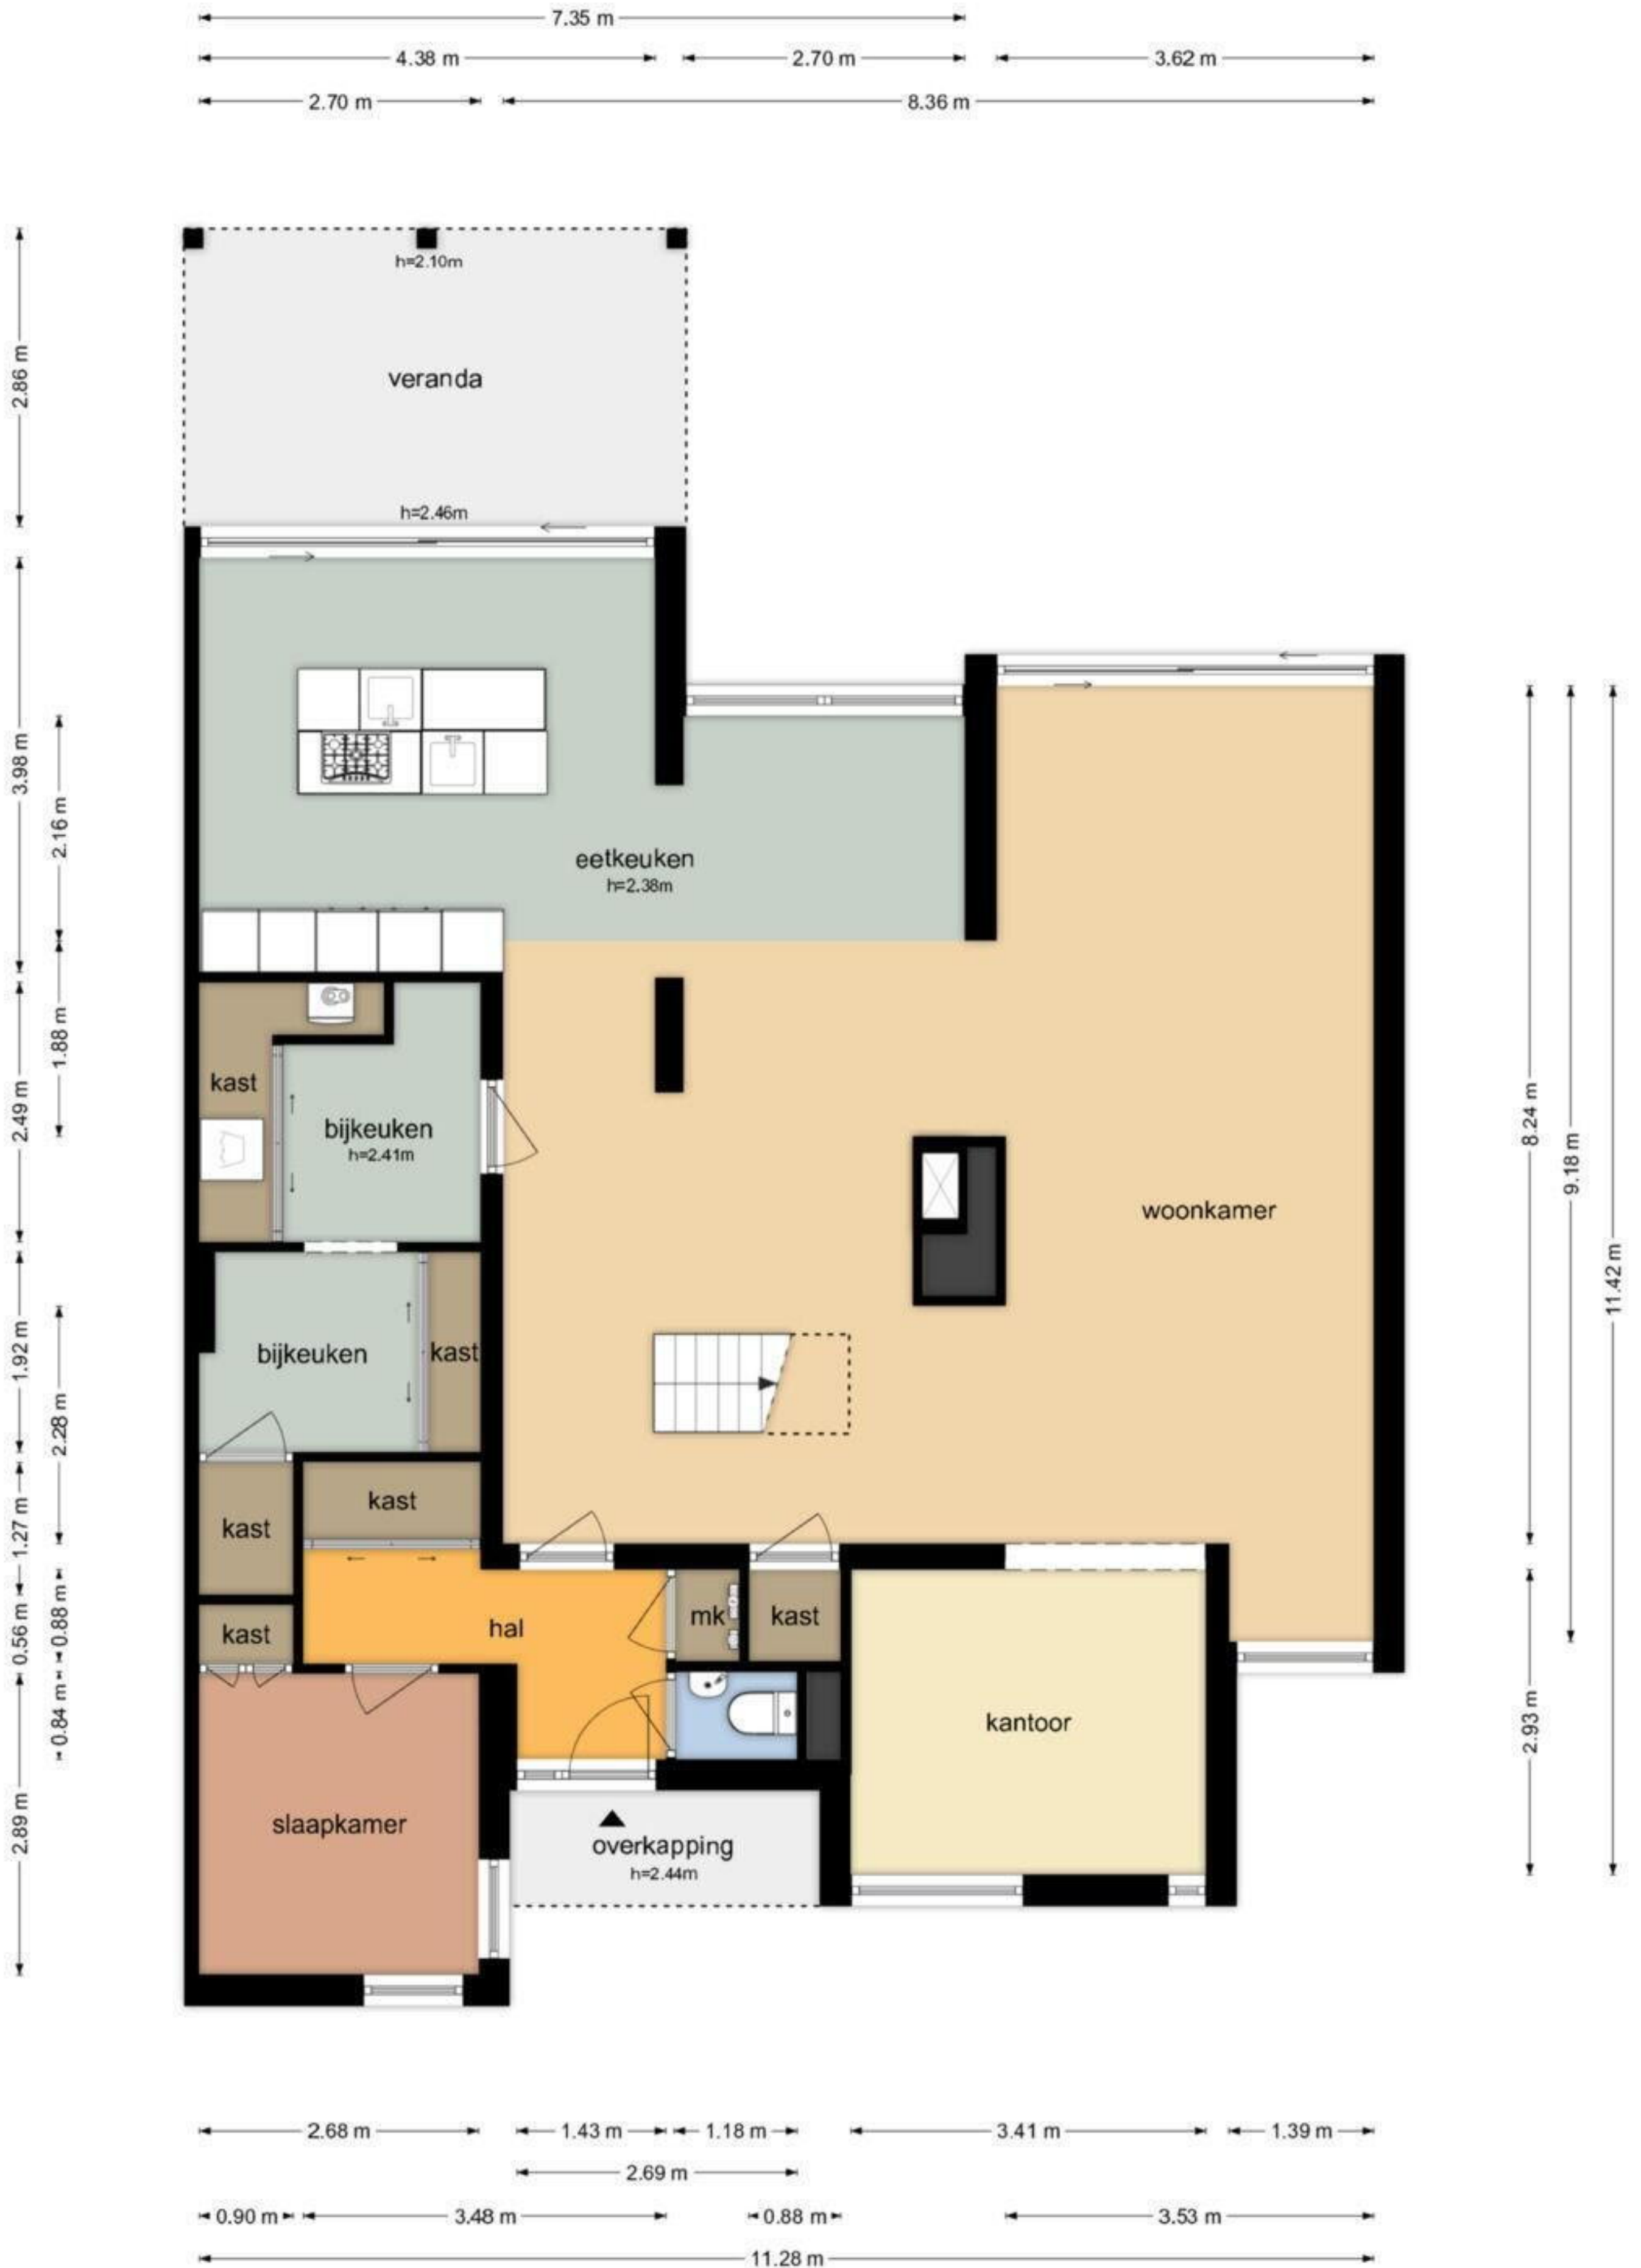 7.35 m
4.38 m
2.70 m
3.62 m
2.70 m
8.36 m
h=2.10m
veranda
2.86 m
h=2.46m
3.98 m
2.16 m
eetkeuken
h=2.38m
2.49 m
1.88 m
kast
bijkeuken
h=2.41m
woonkamer
8.24 m
9.18 m
11.42 m
1.92 m
2.28 m
bijkeuken
kast
1.27 m
kast
kast
0.56 m
0.88 m
kast
hal
mk
kast
0.84 m
2.89 m
slaapkamer
kantoor
2.93 m
overkapping
h=2.44m
2.68 m
1.43 m
1.18 m
3.41 m
1.39 m
2.69 m
0.90 m
3.48 m
0.88 m
3.53 m
11.28 m